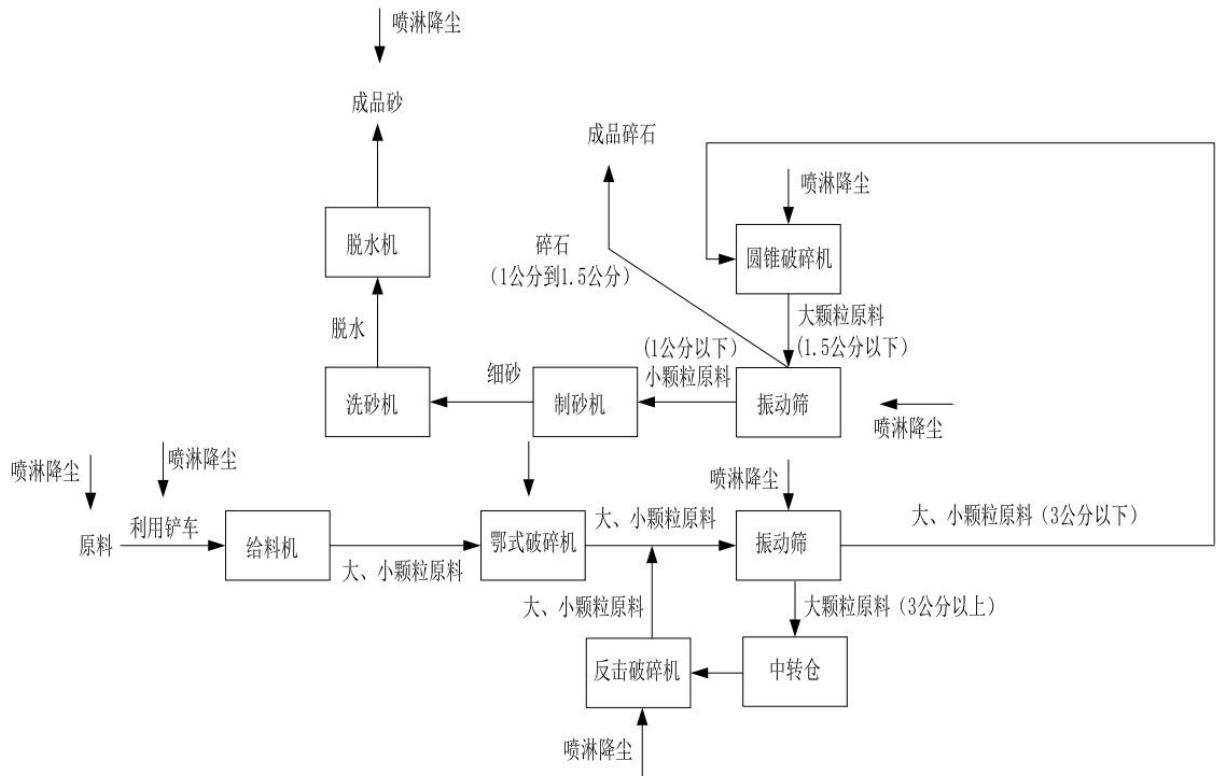 喷淋降尘
成品砂
成品碎石
喷淋降尘
脱水机
碎石
(1公分到1.5公分)
圆锥破碎机
脱水
大颗粒原料
(1.5公分以下)
(1公分以下)
小颗粒原料
细砂
洗砂机
制砂机
振动筛
喷淋降尘
喷淋降尘
喷淋降尘
喷淋降尘
原料
利用铲车
给料机
大、小颗粒原料
鄂式破碎机
大、小颗粒原料
振动筛
大、小颗粒原料(3公分以下)
大、小颗粒原料
大颗粒原料(3公分以上)
反击破碎机
中转仓
喷淋降尘